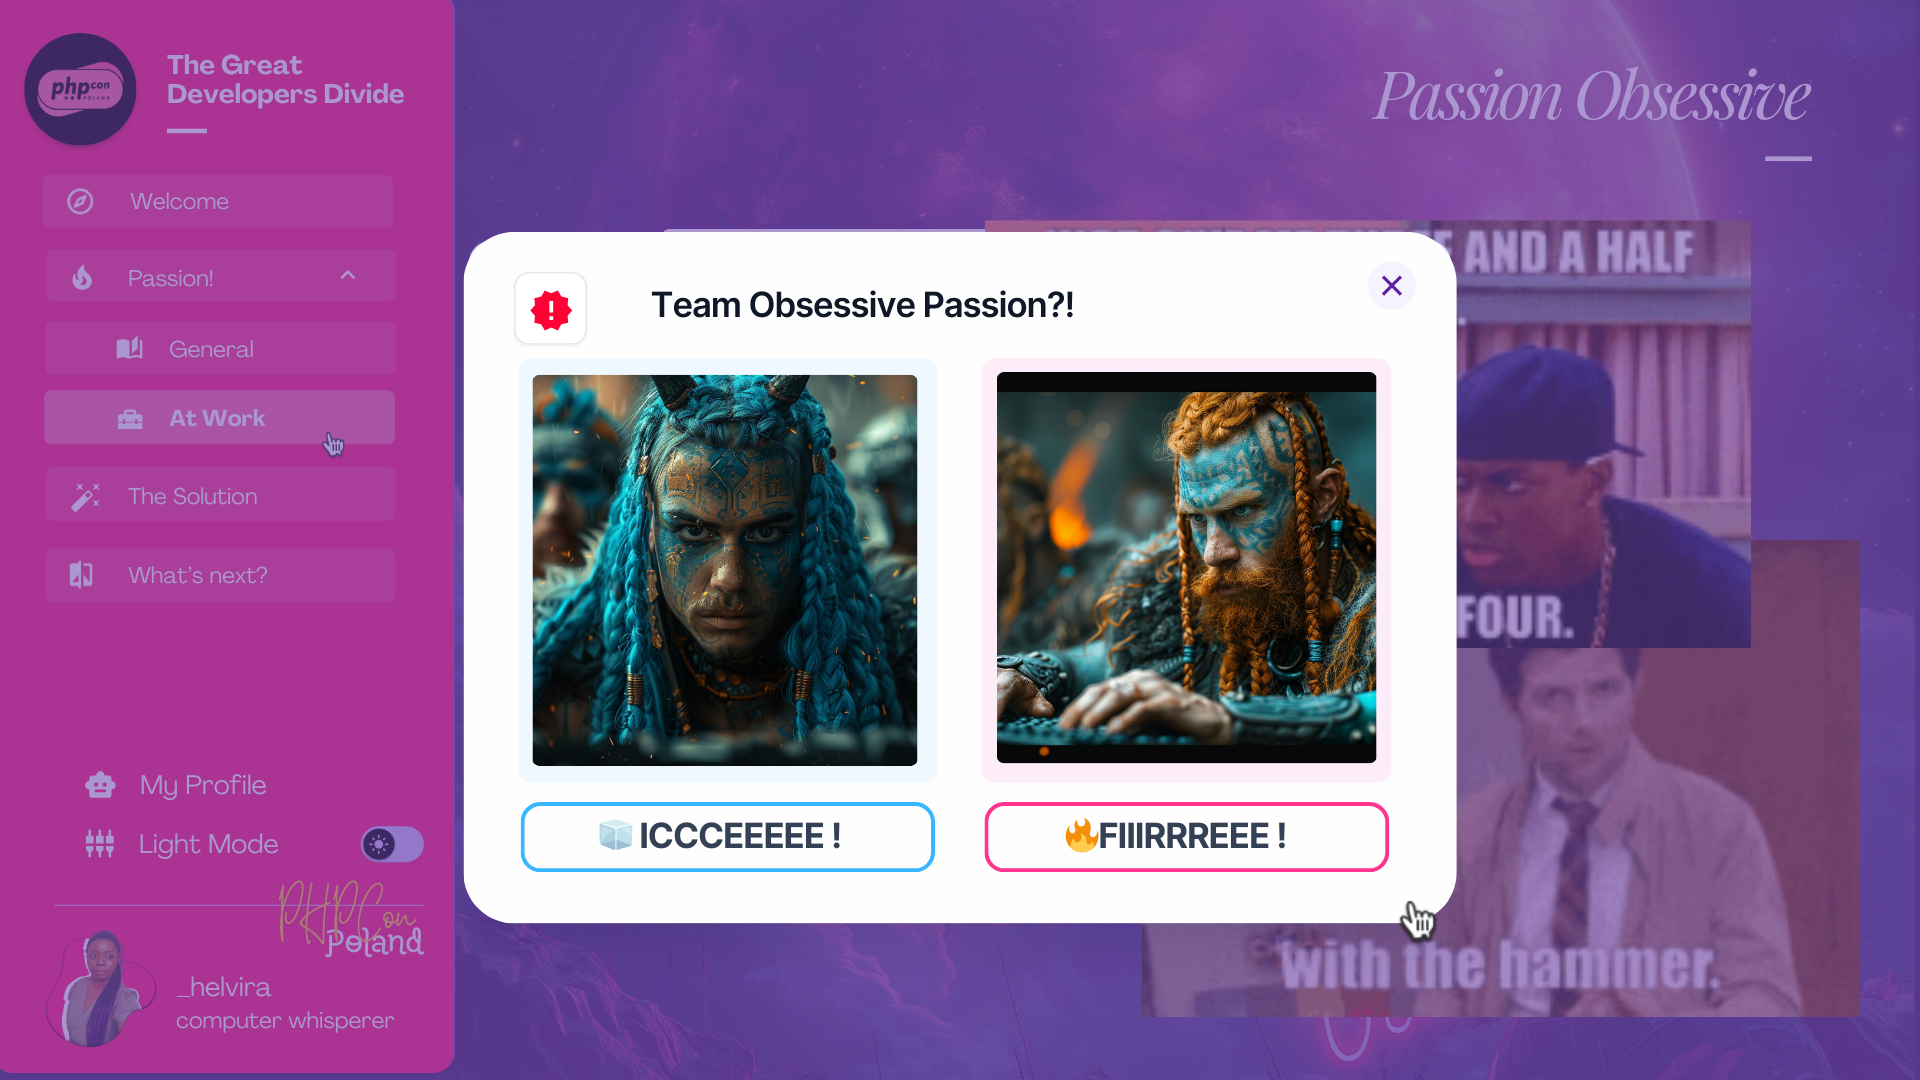 phpcon
POLAND
The Great
Developers Divide
Welcome
Passion!
General
At Work
The Solution
What's next?
My Profile
Light Mode
PHPCon
Poland
_helvira
computer whisperer
Passion Obsessive
AND A HALF
FOUR.
with the hammer.
Team Obsessive Passion?!
ICCCEEEEE !
FIIIRRREEE !